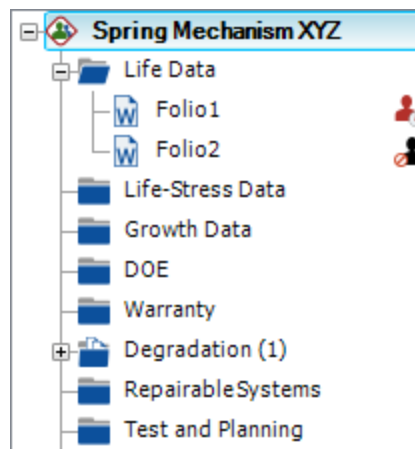 Spring Mechanism XYZ
Life Data
Folio1
Folio2
Life-Stress Data
Growth Data
DOE
Warranty
Degradation (1)
RepairableSystems
Test and Planning